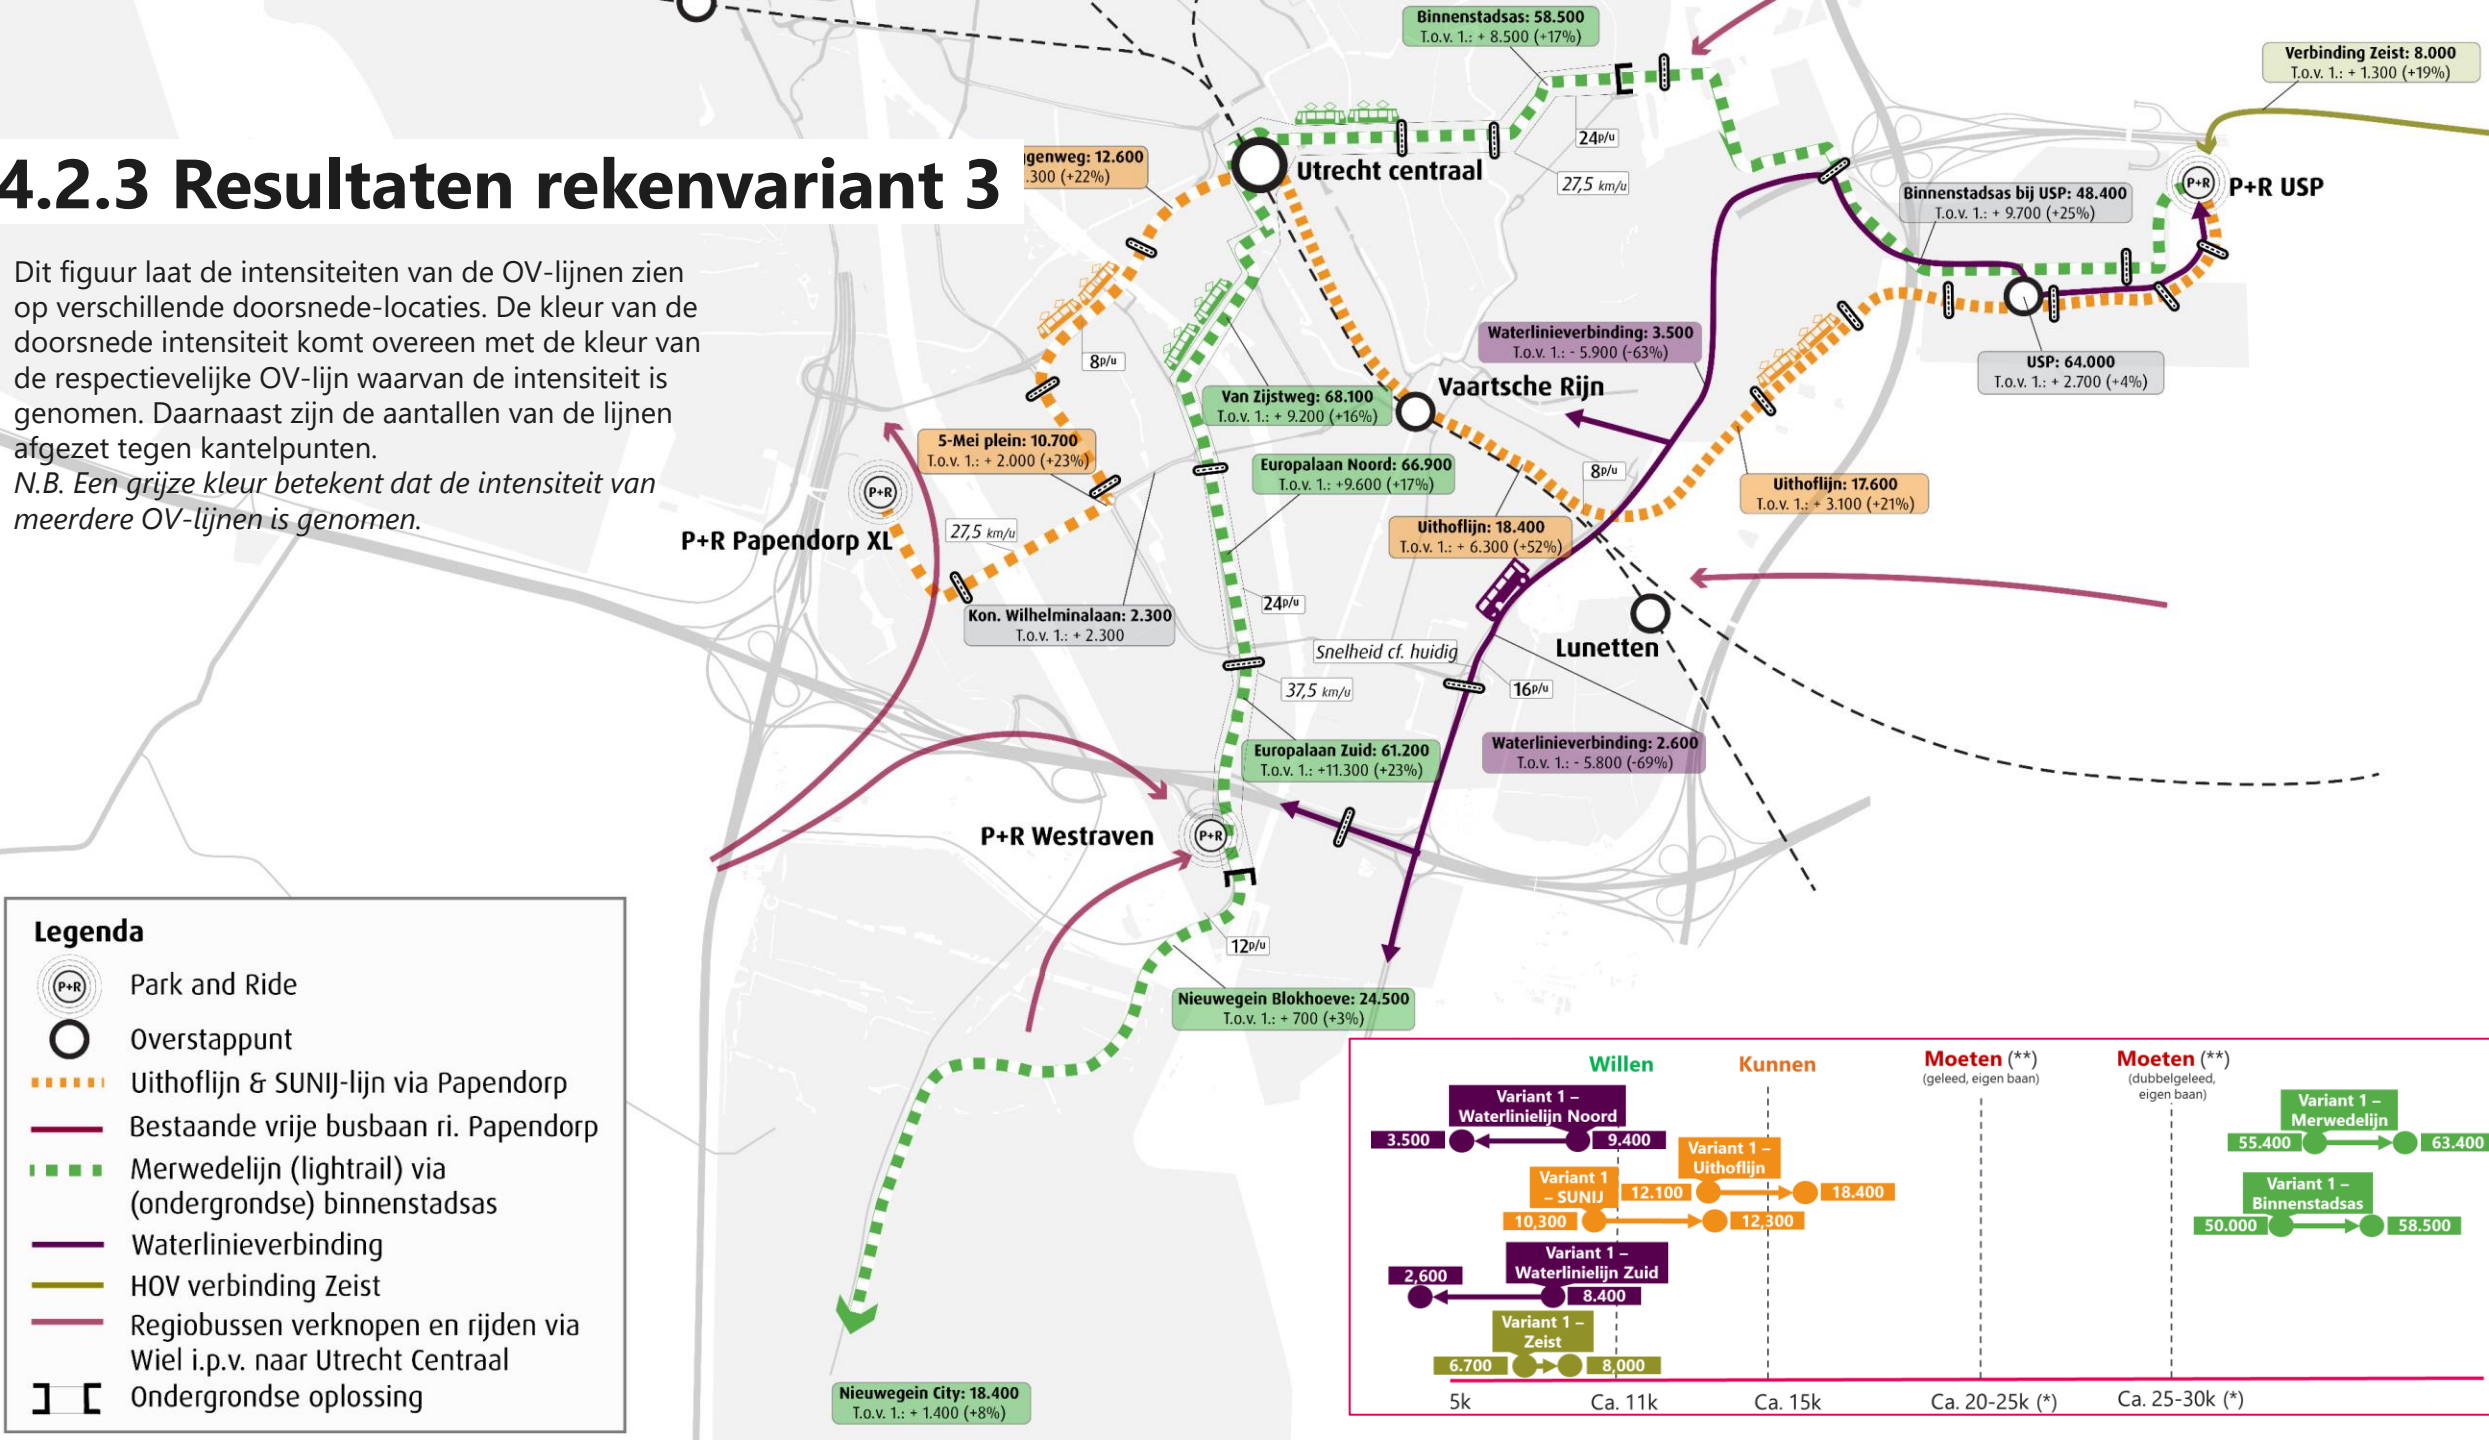 4.2.3 Resultaten rekenvariant 3
Dit figuur laat de intensiteiten van de OV-lijnen zien
op verschillende doorsnede-locaties. De kleur van de
doorsnede intensiteit komt overeen met de kleur van
de respectievelijke OV-lijn waarvan de intensiteit is
genomen. Daarnaast zijn de aantallen van de lijnen
afgezet tegen kantelpunten.
N.B. Een grijze kleur betekent dat de intensiteit van
meerdere OV-lijnen is genomen.
Binnenstadsas: 58.500
T.o.v. 1.: + 8.500 (+17%)
Verbinding Zeist: 8.000
T.o.v. 1.: + 1.300 (+19%)
genweg: 12.600
.300 (+22%)
Utrecht centraal
24p/u
27,5 km/u
Binnenstadsas bij USP: 48.400
T.o.v. 1.: + 9.700 (+25%)
P+R
P+R USP
8p/u
Waterlinieverbinding: 3.500
T.o.v. 1.: - 5.900 (-63%)
USP: 64.000
T.o.v. 1.: + 2.700 (+4%)
Van Zijstweg: 68.100
T.o.v. 1.: + 9.200 (+16%)
Vaartsche Rijn
5-Mei plein: 10.700
T.o.v. 1.: + 2.000 (+23%)
Europalaan Noord: 66.900
T.o.v. 1.: +9.600 (+17%)
8p/u
Uithoflijn: 17.600
T.o.v. 1.: + 3.100 (+21%)
P+R
P+R Papendorp XL
27,5 km/u
Uithoflijn: 18.400
T.o.v. 1.: + 6.300 (+52%)
Kon. Wilhelminalaan: 2.300
T.o.v. 1.: + 2.300
24p/u
Lunetten
Snelheid cf. huidig
37,5 km/u
16p/u
Europalaan Zuid: 61.200
T.o.v. 1.: +11.300 (+23%)
Waterlinieverbinding: 2.600
T.o.v. 1.: - 5.800 (-69%)
P+R Westraven
P+R
12p/u
Nieuwegein Blokhoeve: 24.500
T.o.v. 1.: + 700 (+3%)
Nieuwegein City: 18.400
T.o.v. 1.: + 1.400 (+8%)
Legenda
P+R
Park and Ride
Overstappunt
Uithoflijn & SUNIJ-lijn via Papendorp
Bestaande vrije busbaan ri. Papendorp
Merwedelijn (lightrail) via
(ondergrondse) binnenstadsas
Waterlinieverbinding
HOV verbinding Zeist
Regiobussen verknopen en rijden via
Wiel i.p.v. naar Utrecht Centraal
Ondergrondse oplossing
Willen
Kunnen
Moeten (**)
(geleed, eigen baan)
Moeten (**)
(dubbelgeleed,
eigen baan)
Variant 1 –
Waterlinielijn Noord
3.500
9.400
Variant 1 –
Merwedelijn
55.400
63.400
Variant 1 –
Uithoflijn
12.100
18.400
Variant 1
– SUNIJ
10,300
12,300
Variant 1 –
Binnenstadsas
50.000
58.500
Variant 1 –
Waterlinielijn Zuid
2,600
8.400
Variant 1 –
Zeist
6.700
8,000
5k
Ca. 11k
Ca. 15k
Ca. 20-25k (*)
Ca. 25-30k (*)